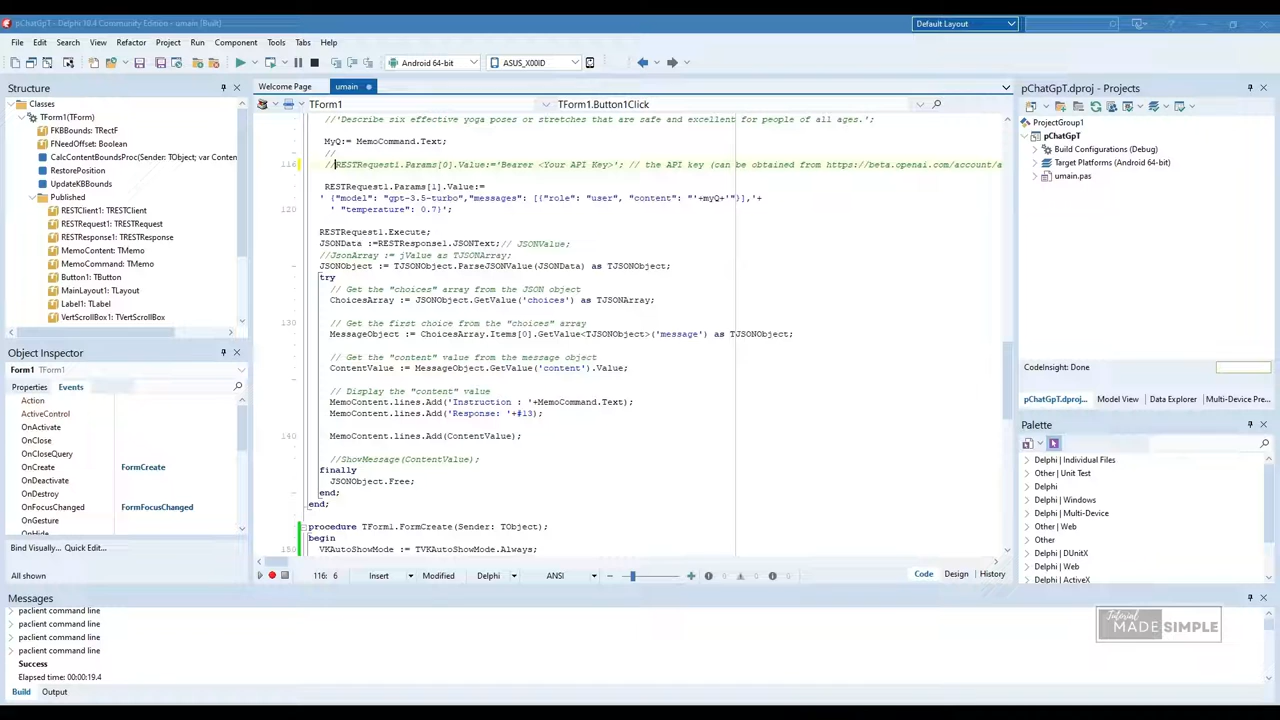 pChatGpT - Delphi 10.4 Community Edition - umain [Built]
Default Layout
File Edit Search View Refactor Project Run Component Tools Tabs Help
Android 64-bit
ASUS_X00ID
Structure
Classes
TForm1(TForm)
FKBBounds: TRectF
FNeedOffset: Boolean
CalcContentBoundsProc(Sender: TObject; var Conten
RestorePosition
UpdateKBBounds
Published
RESTClient1: TRESTClient
RESTRequest1: TRESTRequest
RESTResponse1: TRESTResponse
MemoContent: TMemo
MemoCommand: TMemo
Button1: TButton
MainLayout1: TLayout
Label1: TLabel
VertScrollBox1: TVertScrollBox
Object Inspector
Form1 TForm1
Properties Events
Action
ActiveControl
OnActivate
OnClose
OnCloseQuery
OnCreate FormCreate
OnDeactivate
OnDestroy
OnFocusChanged FormFocusChanged
OnGesture
OnHide
Bind Visually... Quick Edit...
All shown
Welcome Page umain
TForm1 TForm1.Button1Click
//'Describe six effective yoga poses or stretches that are safe and excellent for people of all ages.';
MyQ:= MemoCommand.Text;
//
116 //RESTRequest1.Params[0].Value:='Bearer <Your API Key>'; // the API key (can be obtained from https://beta.openai.com/account/a
RESTRequest1.Params[1].Value:=
' {"model": "gpt-3.5-turbo","messages": [{"role": "user", "content": "'+myQ+'"}],'+
120 ' "temperature": 0.7}';
RESTRequest1.Execute;
JSONData :=RESTResponse1.JSONText;// JSONValue;
//JsonArray := jValue as TJSONArray;
JSONObject := TJSONObject.ParseJSONValue(JSONData) as TJSONObject;
try
// Get the "choices" array from the JSON object
ChoicesArray := JSONObject.GetValue('choices') as TJSONArray;
130 // Get the first choice from the "choices" array
MessageObject := ChoicesArray.Items[0].GetValue<TJSONObject>('message') as TJSONObject;
// Get the "content" value from the message object
ContentValue := MessageObject.GetValue('content').Value;
// Display the "content" value
MemoContent.lines.Add('Instruction : '+MemoCommand.Text);
MemoContent.lines.Add('Response: '+#13);
140 MemoContent.lines.Add(ContentValue);
//ShowMessage(ContentValue);
finally
JSONObject.Free;
end;
end;
procedure TForm1.FormCreate(Sender: TObject);
begin
150 VKAutoShowMode := TVKAutoShowMode.Always;
116: 6 Insert Modified Delphi ANSI
Code Design History
pChatGpT.dproj - Projects
ProjectGroup1
pChatGpT
Build Configurations (Debug)
Target Platforms (Android 64-bit)
umain.pas
CodeInsight: Done
pChatGpT.dproj... Model View Data Explorer Multi-Device Pre...
Palette
Delphi | Individual Files
Other | Unit Test
Delphi
Delphi | Windows
Delphi | Multi-Device
Other | Web
Other
Delphi | DUnitX
Delphi | Web
Delphi | ActiveX
Messages
paclient command line
paclient command line
paclient command line
paclient command line
Success
Elapsed time: 00:00:19.4
Build Output
Tutorial
MADE SIMPLE